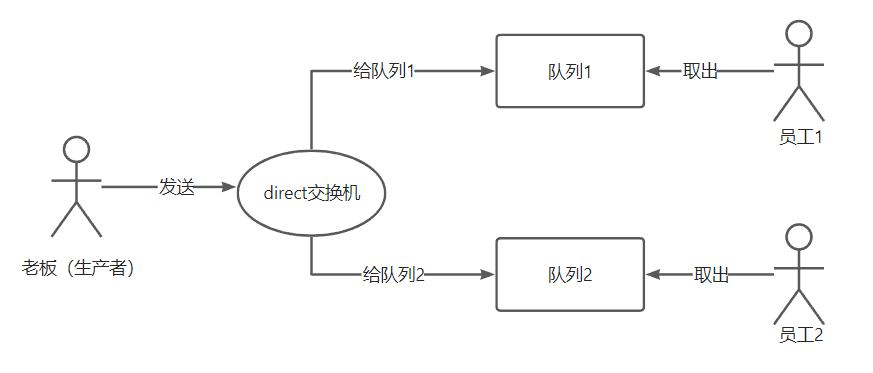 给队列1
队列1
取出
员工1
发送
direct交换机
老板（生产者）
给队列2
队列2
取出
员工2